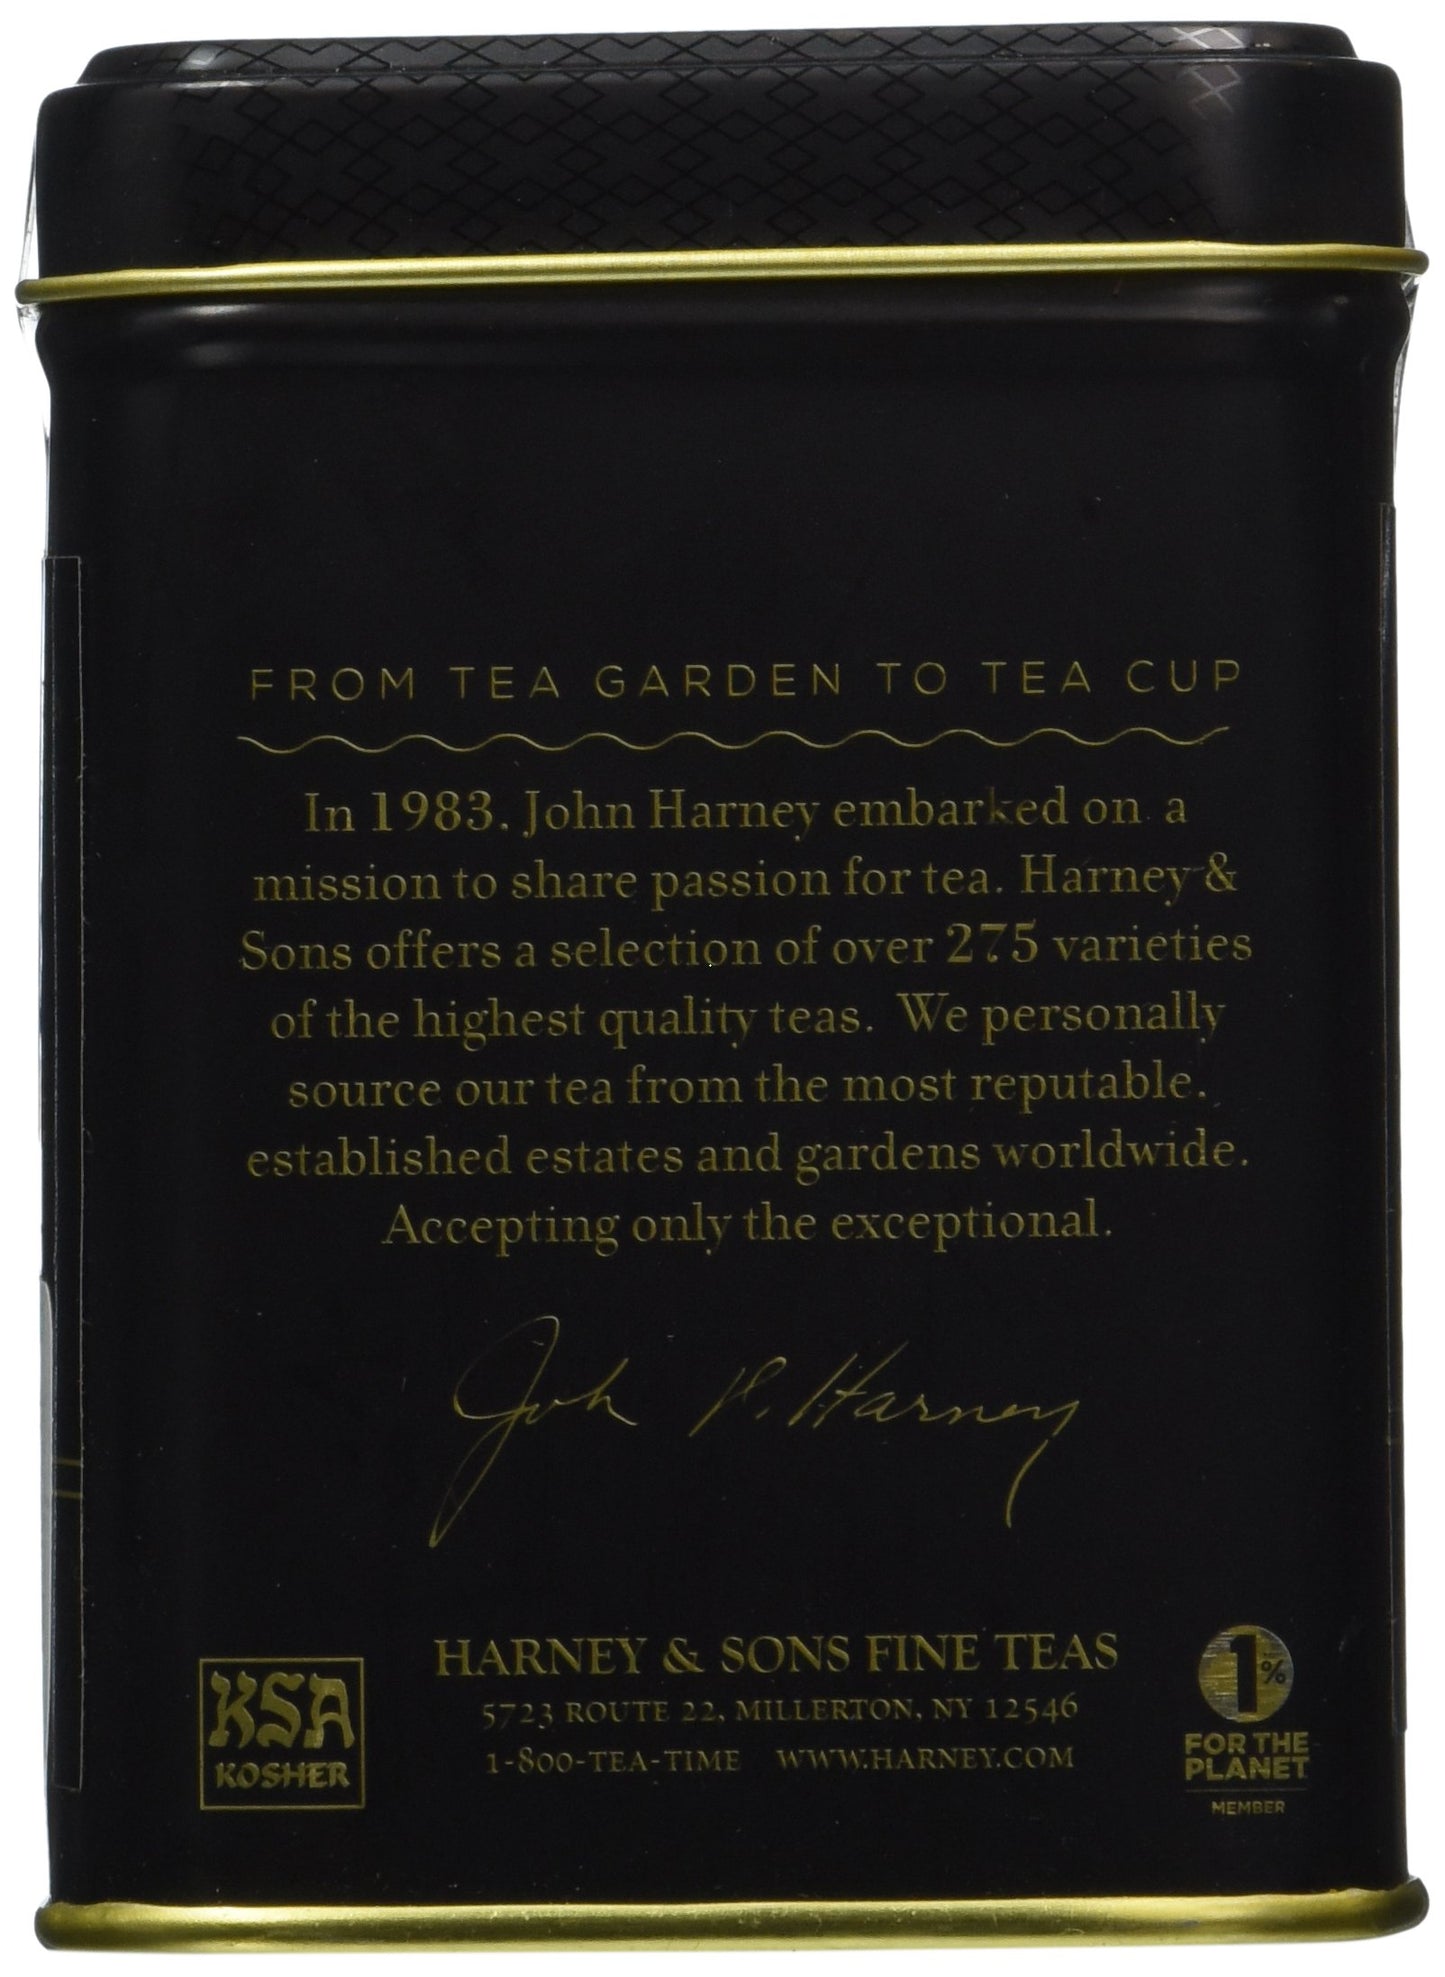 FROM TEA GARDEN TO TEA CUP
In 1983, John Harney embarked on a
mission to share passion for tea. Harney &
Sons offers a selection of over 275 varieties
of the highest quality teas. We personally
source our tea from the most reputable,
established estates and gardens worldwide.
Accepting only the exceptional.
John P. Harney
HARNEY & SONS FINE TEAS
5723 ROUTE 22, MILLERTON, NY 12546
1-800-TEA-TIME WWW.HARNEY.COM
KSA
KOSHER
1%
FOR THE
PLANET
MEMBER